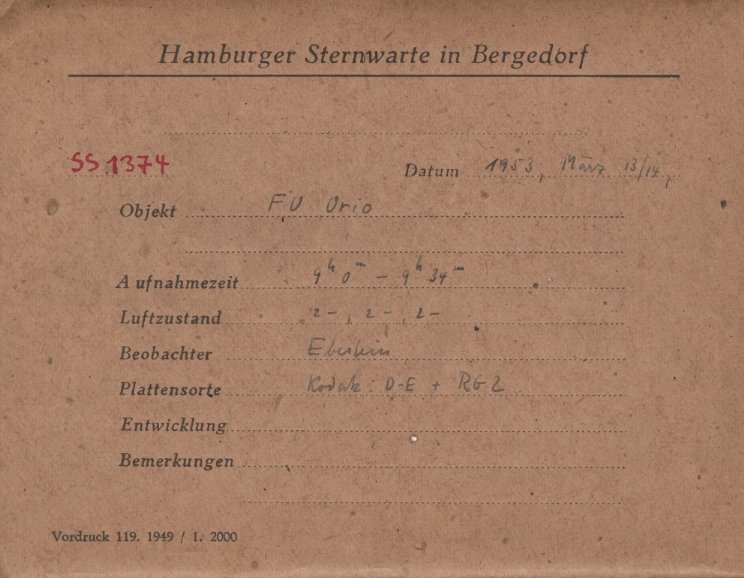 Hamburger Sternwarte in Bergedorf
SS 1374
Datum 1953, März 13/14,
Objekt FU Orio
Aufnahmezeit 9h 0m - 9h 34m
Luftzustand 2-, 2-, 2-
Beobachter
Plattensorte Kodak: D-E + RG2
Entwicklung
Bemerkungen
Vordruck 119. 1949 / 1. 2000